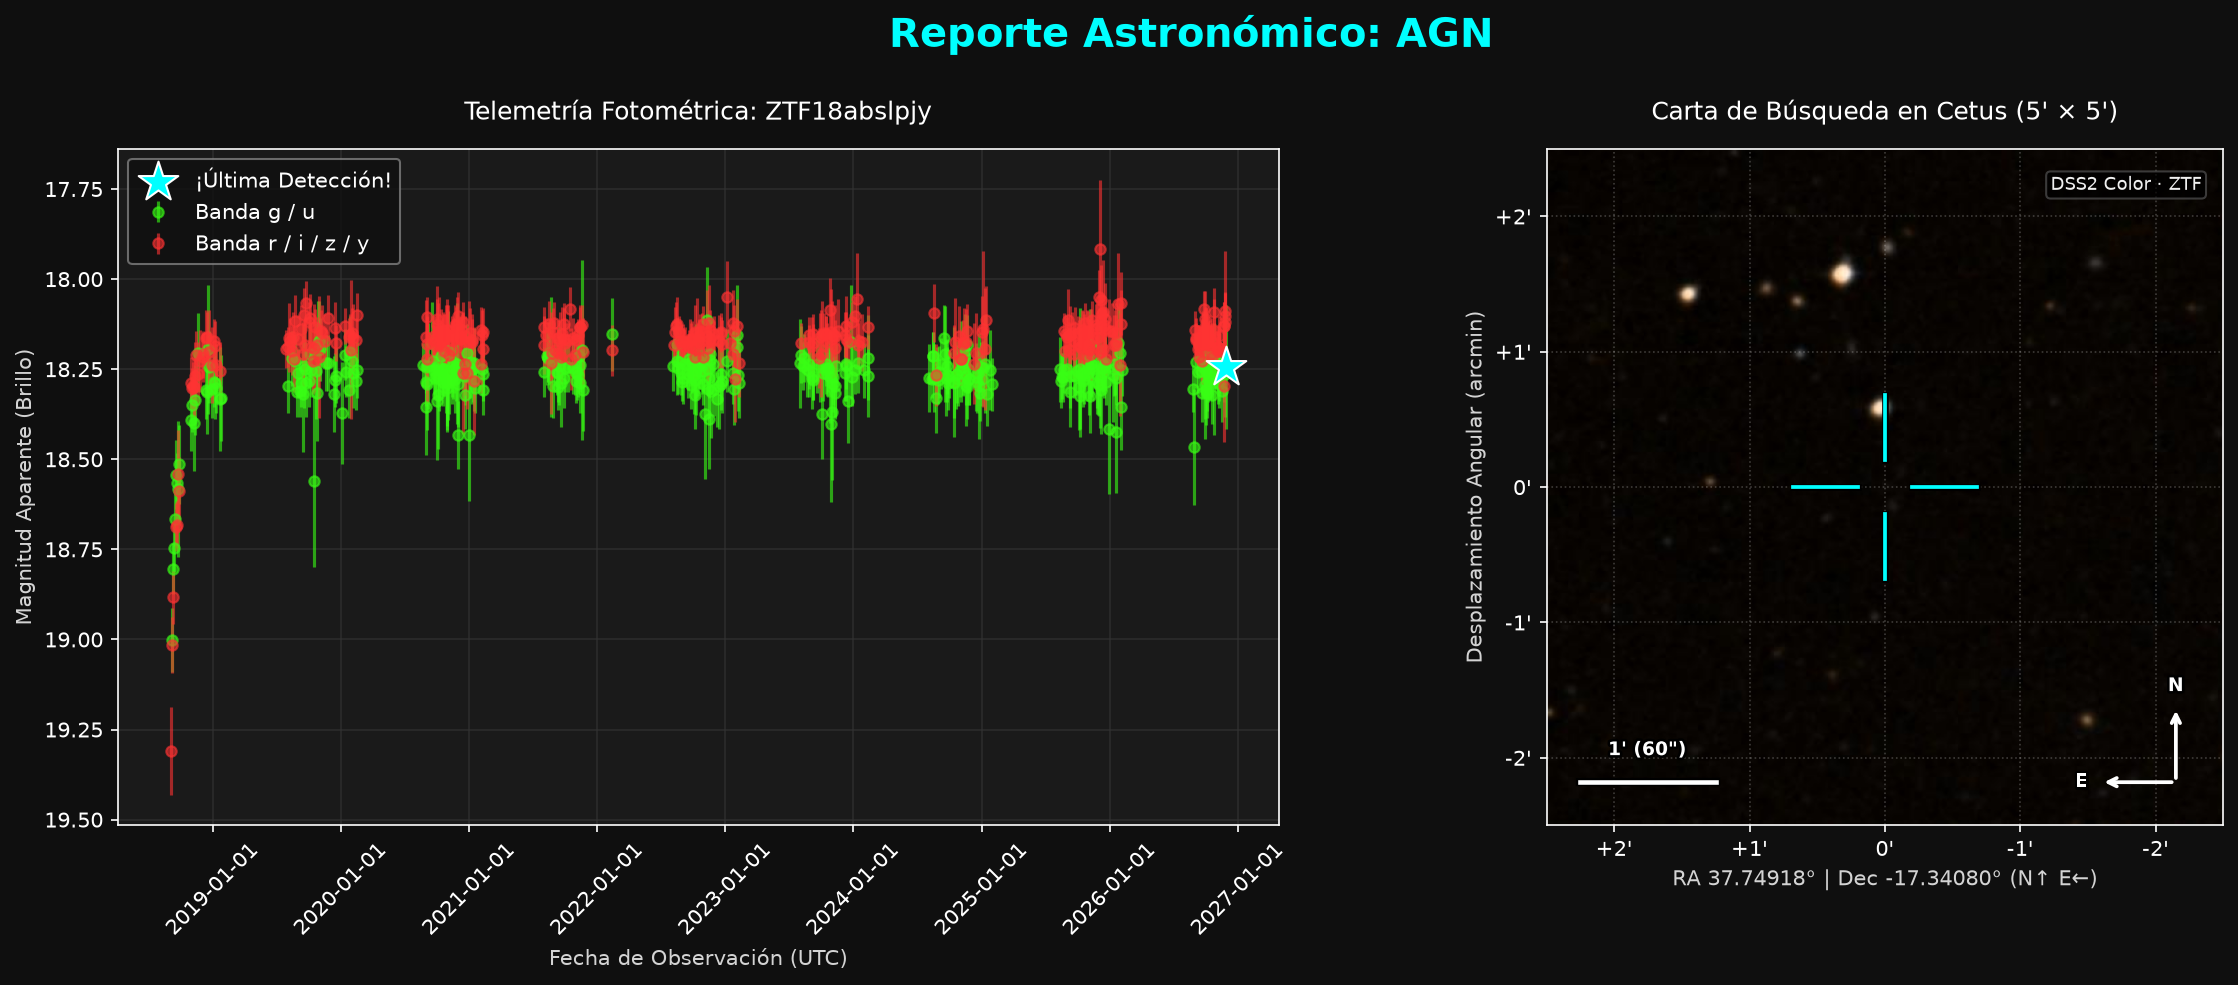 Reporte Astronómico: AGN
Telemetría Fotométrica: ZTF18abslpjy
¡Última Detección!
Banda g / u
Banda r / i / z / y
Magnitud Aparente (Brillo)
17.75
18.00
18.25
18.50
18.75
19.00
19.25
19.50
2019-01-01
2020-01-01
2021-01-01
2022-01-01
2023-01-01
2024-01-01
2025-01-01
2026-01-01
2027-01-01
Fecha de Observación (UTC)
Carta de Búsqueda en Cetus (5' × 5')
DSS2 Color · ZTF
Desplazamiento Angular (arcmin)
+2'
+1'
0'
-1'
-2'
N
E
1' (60")
+2'
+1'
0'
-1'
-2'
RA 37.74918° | Dec -17.34080° (N↑ E←)